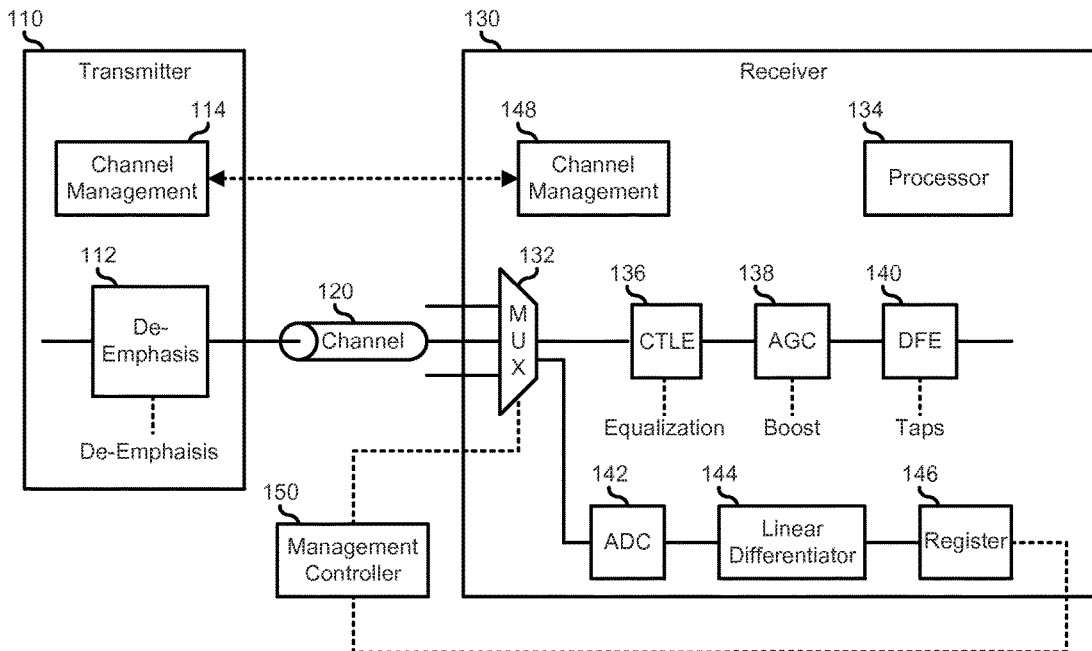 110
Transmitter
114
Channel
Management
112
De-
Emphasis
De-Emphaisis
120
Channel
130
Receiver
148
Channel
Management
134
Processor
132
MUX
136
CTLE
Equalization
138
AGC
Boost
140
DFE
Taps
142
ADC
144
Linear
Differentiator
146
Register
150
Management
Controller